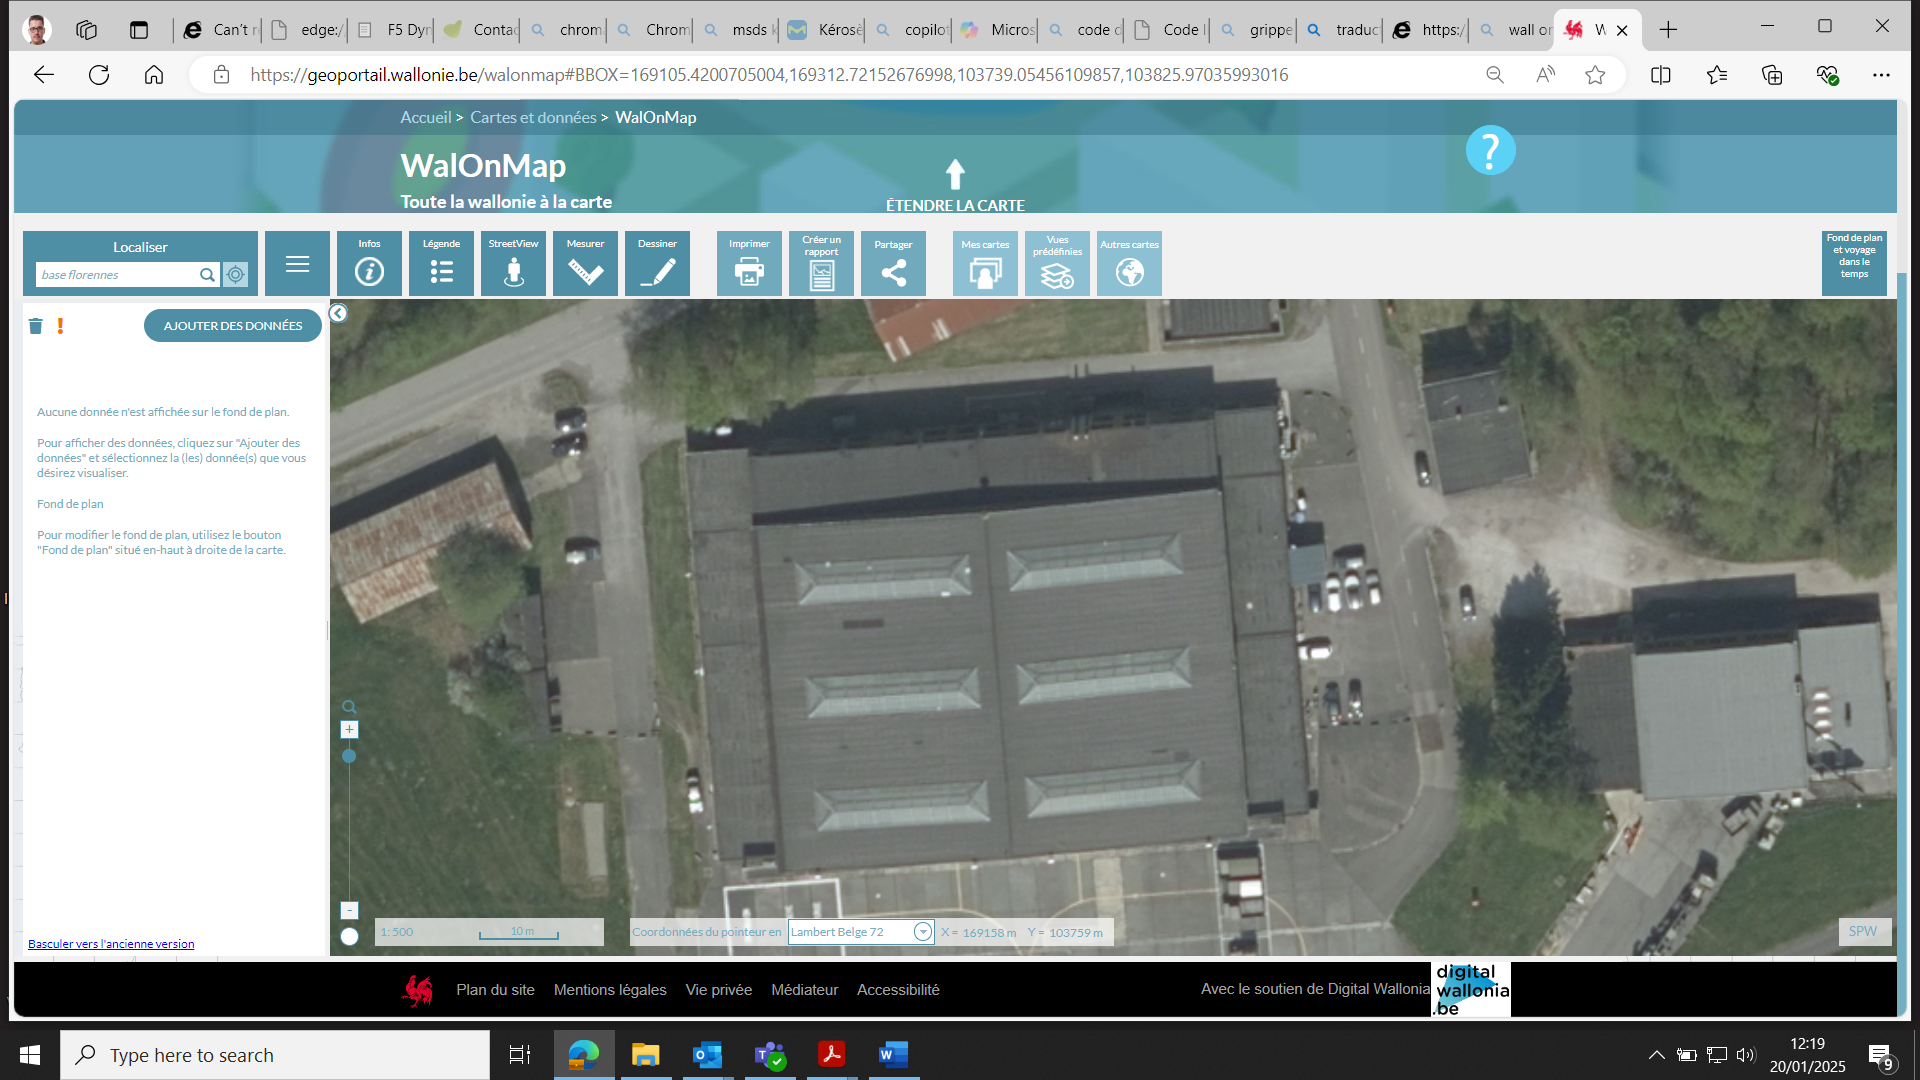 Can't r
edge:/
F5 Dyr
Contac
chrom
Chrom
msds k
Kérosè
copilot
Micros
code d
Code l
grippe
traduc
https:/
wall or
W
https://geoportail.wallonie.be/walonmap#BBOX=169105.4200705004,169312.72152676998,103739.05456109857,103825.97035993016
Accueil > Cartes et données > WalOnMap
WalOnMap
Toute la wallonie à la carte
ÉTENDRE LA CARTE
?
Localiser
base florennes
Infos
Légende
StreetView
Mesurer
Dessiner
Imprimer
Créer un
rapport
Partager
Mes cartes
Vues
prédéfinies
Autres cartes
Fond de plan
et voyage
dans le
temps
AJOUTER DES DONNÉES
Aucune donnée n'est affichée sur le fond de plan.
Pour afficher des données, cliquez sur "Ajouter des
données" et sélectionnez la (les) donnée(s) que vous
désirez visualiser.
Fond de plan
Pour modifier le fond de plan, utilisez le bouton
"Fond de plan" situé en-haut à droite de la carte.
Basculer vers l'ancienne version
+
-
1:500
10 m
Coordonnées du pointeur en Lambert Belge 72 X = 169158 m Y = 103759 m
SPW
Plan du site Mentions légales Vie privée Médiateur Accessibilité
Avec le soutien de Digital Wallonia
digital
wallonia
.be
Type here to search
12:19
20/01/2025
9